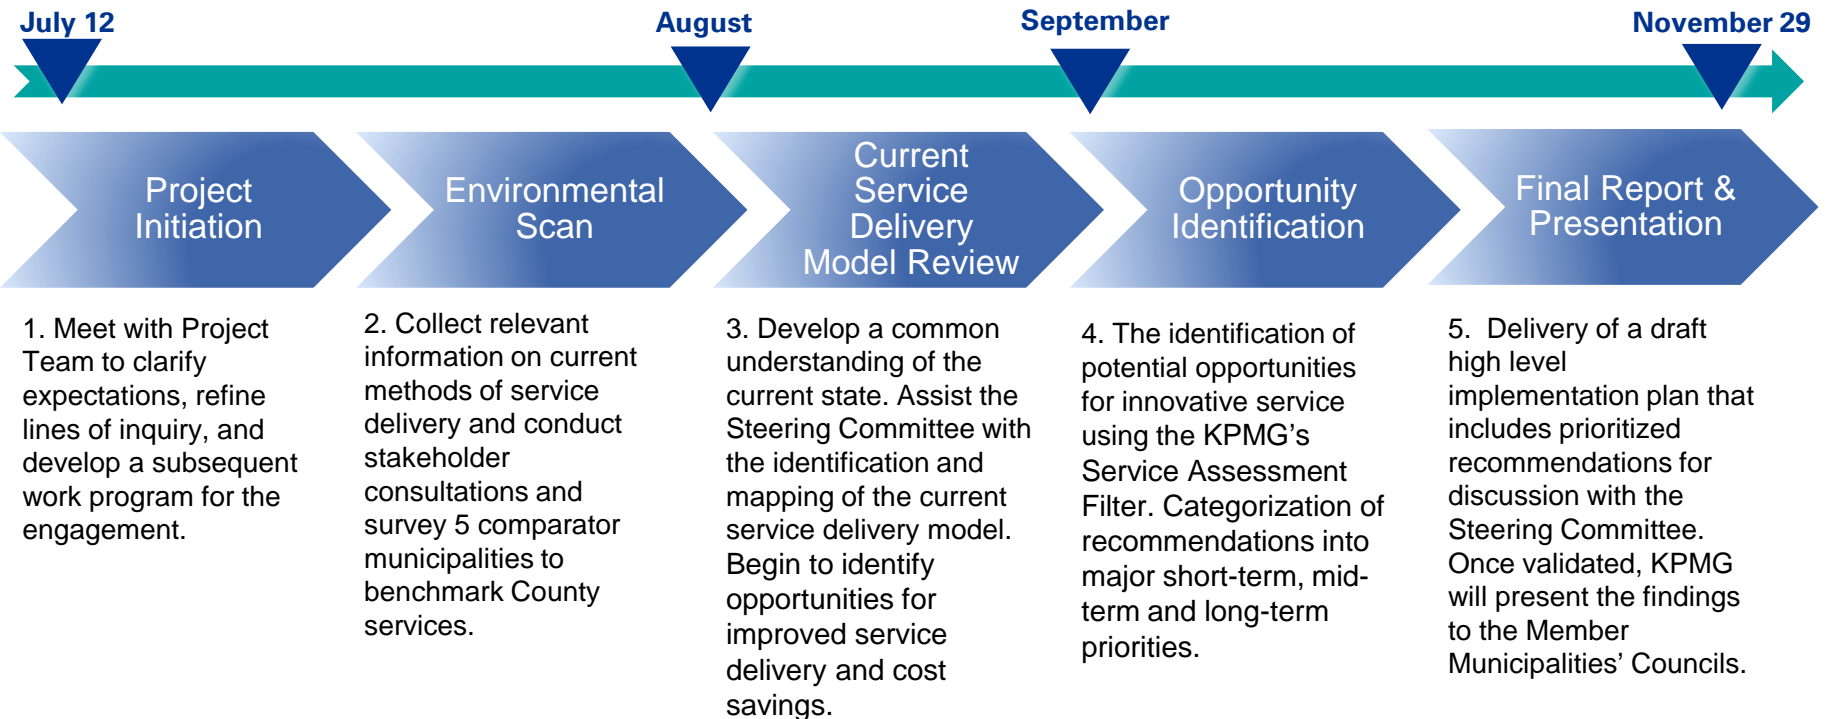 July 12
August
September
November 29
Project
Initiation
Environmental
Scan
Current
Service
Delivery
Model Review
Opportunity
Identification
Final Report &
Presentation
1. Meet with Project
Team to clarify
expectations, refine
lines of inquiry, and
develop a subsequent
work program for the
engagement.
2. Collect relevant
information on current
methods of service
delivery and conduct
stakeholder
consultations and
survey 5 comparator
municipalities to
benchmark County
services.
3. Develop a common
understanding of the
current state. Assist the
Steering Committee with
the identification and
mapping of the current
service delivery model.
Begin to identify
opportunities for
improved service
delivery and cost
savings.
4. The identification of
potential opportunities
for innovative service
using the KPMG’s
Service Assessment
Filter. Categorization of
recommendations into
major short-term, mid-
term and long-term
priorities.
5. Delivery of a draft
high level
implementation plan that
includes prioritized
recommendations for
discussion with the
Steering Committee.
Once validated, KPMG
will present the findings
to the Member
Municipalities’ Councils.